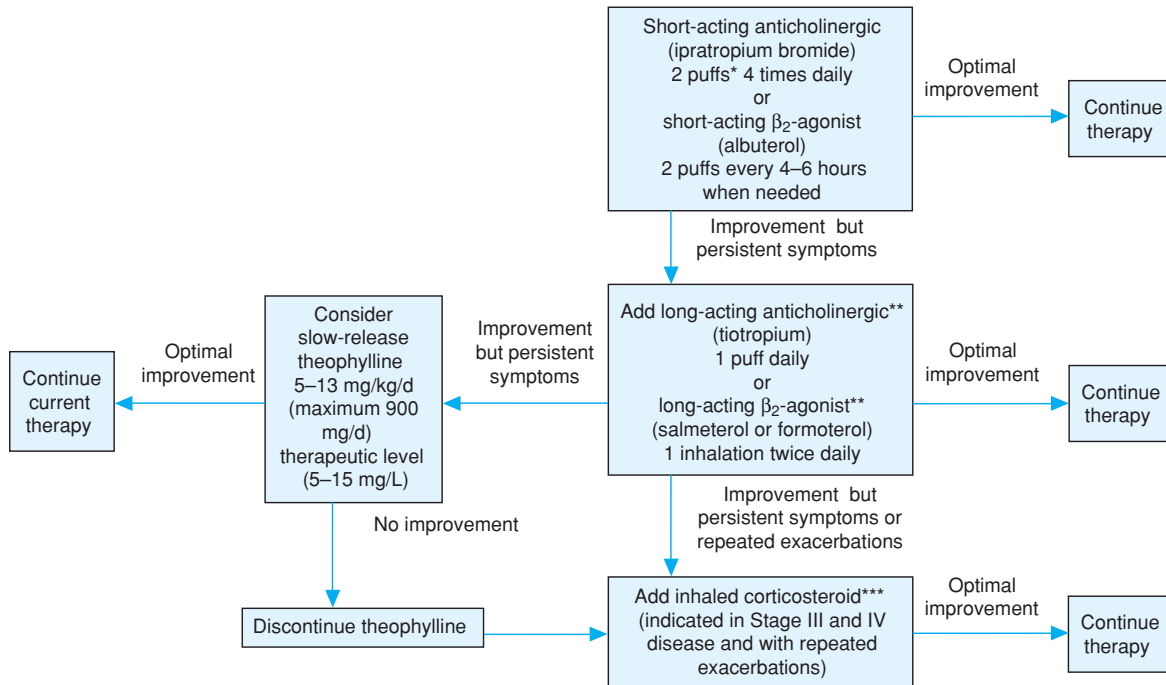 Short-acting anticholinergic
(ipratropium bromide)
2 puffs* 4 times daily
or
short-acting β₂-agonist
(albuterol)
2 puffs every 4–6 hours
when needed
Optimal
improvement
Continue
therapy
Improvement but
persistent symptoms
Add long-acting anticholinergic**
(tiotropium)
1 puff daily
or
long-acting β₂-agonist**
(salmeterol or formoterol)
1 inhalation twice daily
Optimal
improvement
Continue
therapy
Improvement
but persistent
symptoms
Consider
slow-release
theophylline
5–13 mg/kg/d
(maximum 900
mg/d)
therapeutic level
(5–15 mg/L)
Optimal
improvement
Continue
current
therapy
No improvement
Discontinue theophylline
Improvement but
persistent symptoms or
repeated exacerbations
Add inhaled corticosteroid***
(indicated in Stage III and IV
disease and with repeated
exacerbations)
Optimal
improvement
Continue
therapy